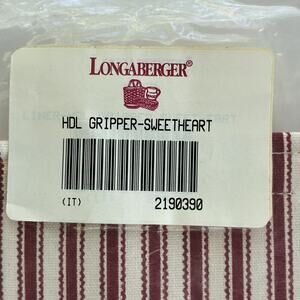 LONGABERGER®
HDL GRIPPER-SWEETHEART
(IT) 2190390